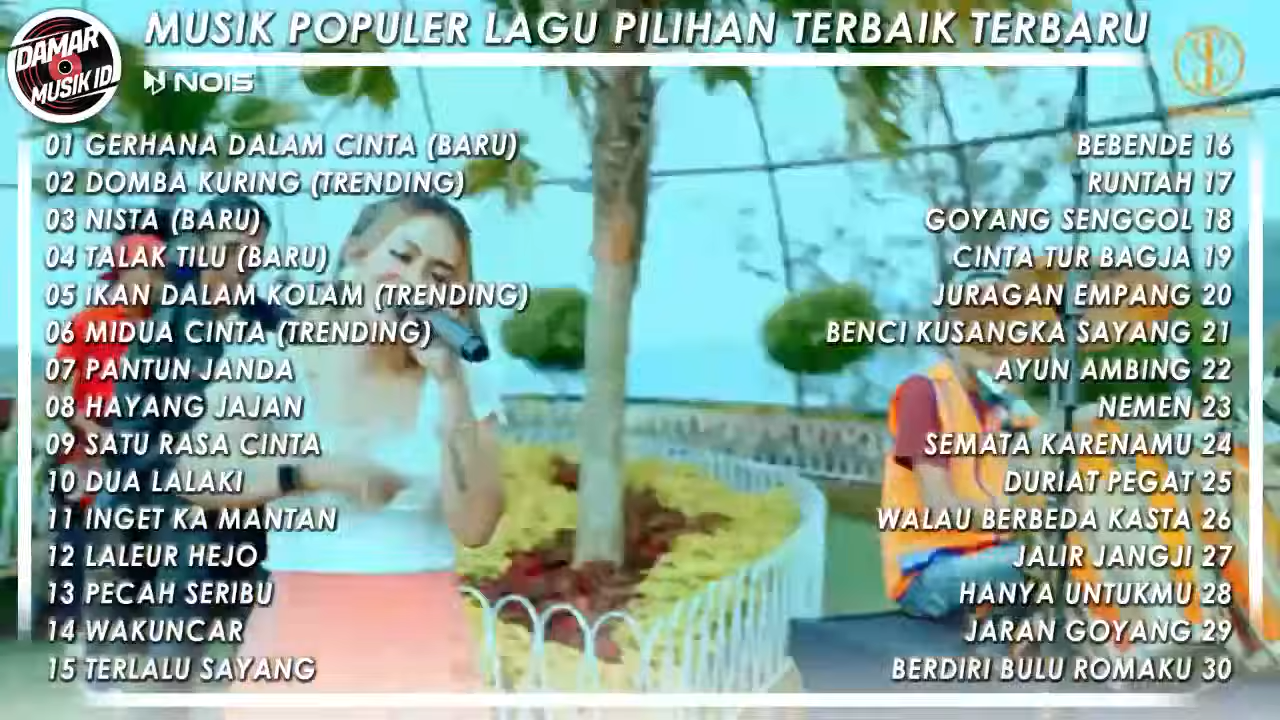 DAMAR
MUSIK ID
MUSIK POPULER LAGU PILIHAN TERBAIK TERBARU
NOIS
01 GERHANA DALAM CINTA (BARU)
02 DOMBA KURING (TRENDING)
03 NISTA (BARU)
04 TALAK TILU (BARU)
05 IKAN DALAM KOLAM (TRENDING)
06 MIDUA CINTA (TRENDING)
07 PANTUN JANDA
08 HAYANG JAJAN
09 SATU RASA CINTA
10 DUA LALAKI
11 INGET KA MANTAN
12 LALEUR HEJO
13 PECAH SERIBU
14 WAKUNCAR
15 TERLALU SAYANG
BEBENDE 16
RUNTAH 17
GOYANG SENGGOL 18
CINTA TUR BAGJA 19
JURAGAN EMPANG 20
BENCI KUSANGKA SAYANG 21
AYUN AMBING 22
NEMEN 23
SEMATA KARENAMU 24
DURIAT PEGAT 25
WALAU BERBEDA KASTA 26
JALIR JANGJI 27
HANYA UNTUKMU 28
JARAN GOYANG 29
BERDIRI BULU ROMAKU 30